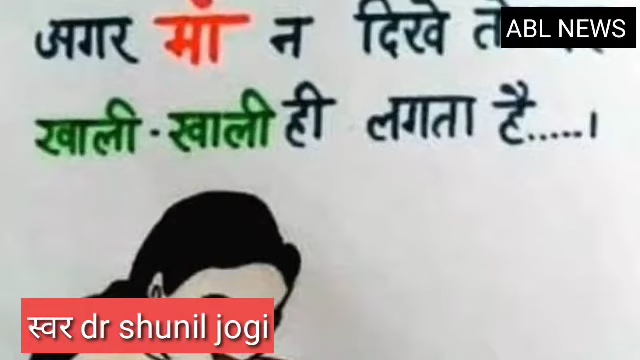 ABL NEWS
अगर माँ न दिखे
खाली - खाली ही लगता है.....।
स्वर dr shunil jogi